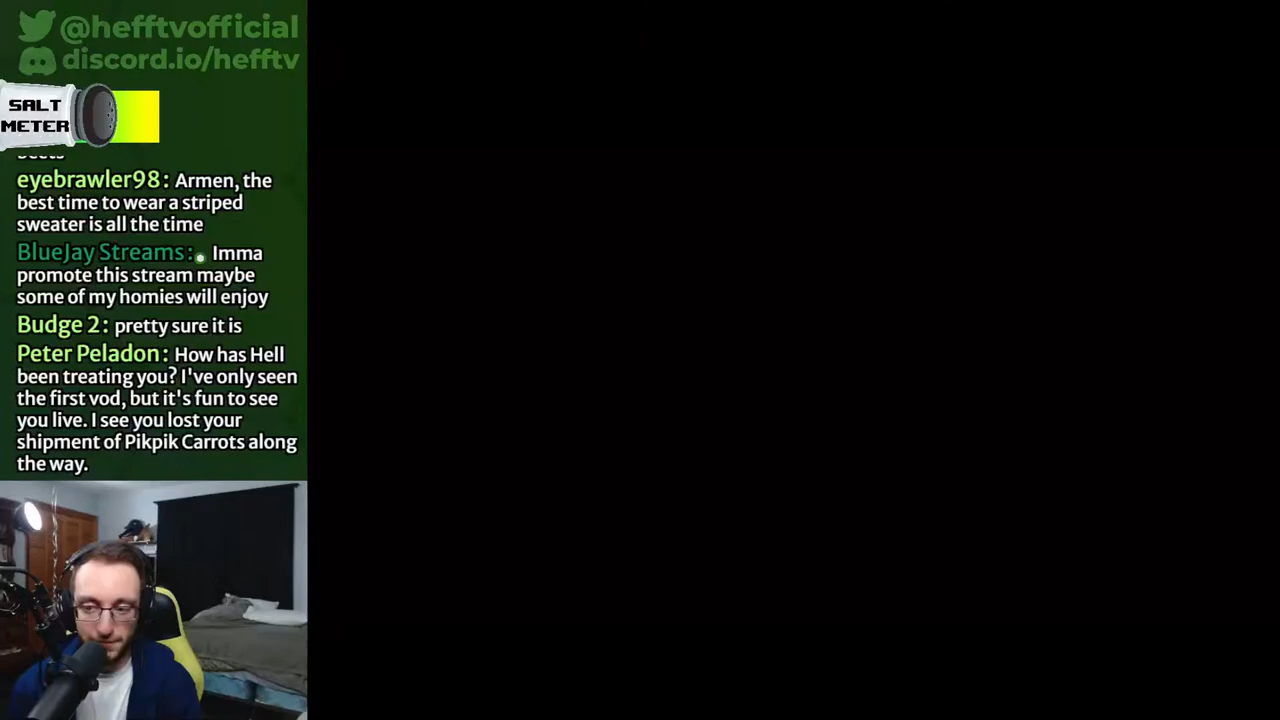 @hefftvofficial
discord.io/hefftv
SALT
METER
eyebrawler98: Armen, the
best time to wear a striped
sweater is all the time
BlueJay Streams: Imma
promote this stream maybe
some of my homies will enjoy
Budge 2: pretty sure it is
Peter Peladon: How has Hell
been treating you? I've only seen
the first vod, but it's fun to see
you live. I see you lost your
shipment of Pikpik Carrots along
the way.